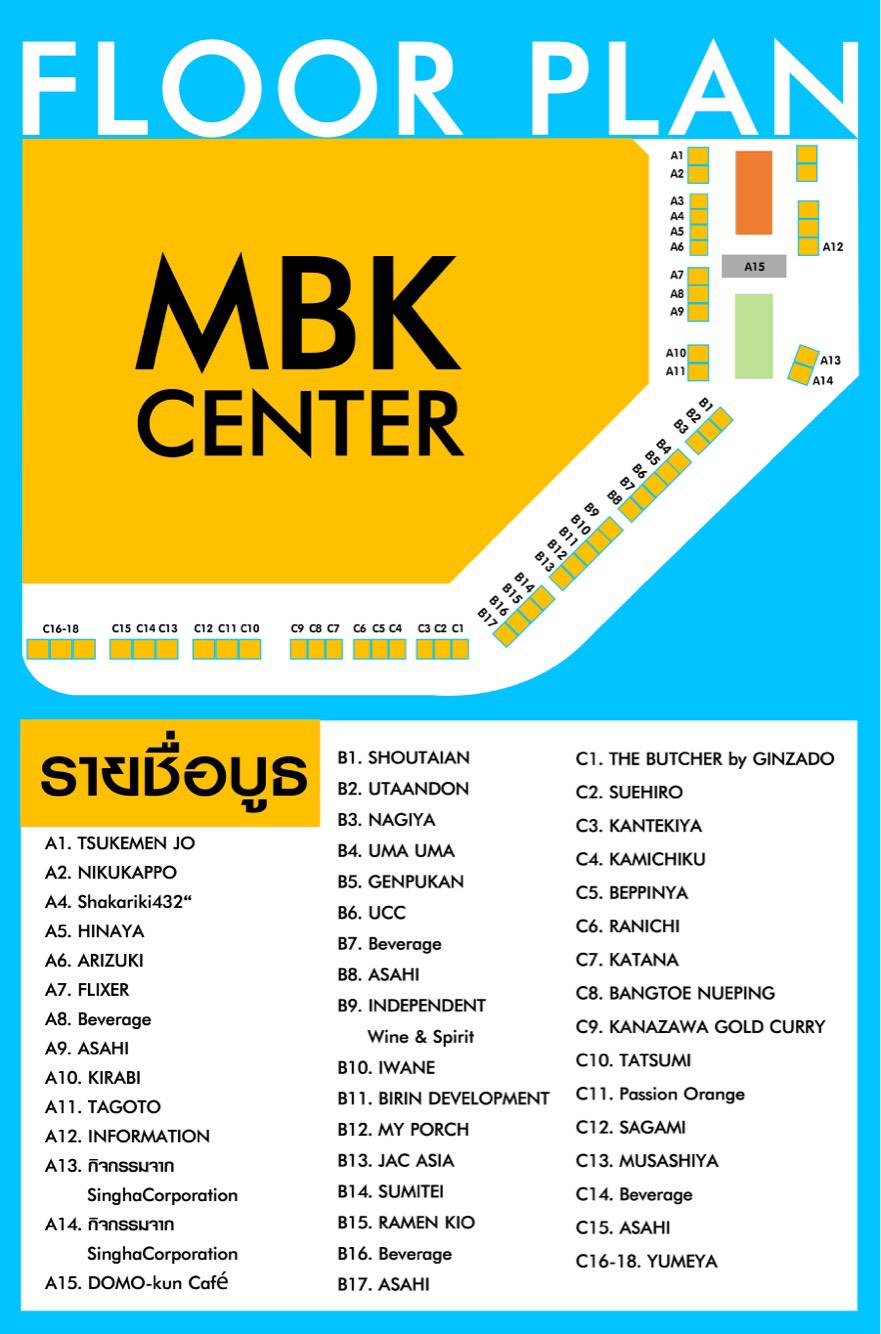 FLOOR PLAN
MBK
CENTER
A1
A2
A3
A4
A5
A6
A7
A8
A9
A10
A11
A12
A15
A13
A14
B1
B2
B3
B4
B5
B6
B7
B8
B9
B10
B11
B12
B13
B14
B15
B16
B17
C16-18 C15 C14 C13 C12 C11 C10 C9 C8 C7 C6 C5 C4 C3 C2 C1
รายชื่อบูธ
A1. TSUKEMEN JO
A2. NIKUKAPPO
A4. Shakariki432“
A5. HINAYA
A6. ARIZUKI
A7. FLIXER
A8. Beverage
A9. ASAHI
A10. KIRABI
A11. TAGOTO
A12. INFORMATION
A13. กิจกรรมจาก
SinghaCorporation
A14. กิจกรรมจาก
SinghaCorporation
A15. DOMO-kun Café
B1. SHOUTAIAN
B2. UTAANDON
B3. NAGIYA
B4. UMA UMA
B5. GENPUKAN
B6. UCC
B7. Beverage
B8. ASAHI
B9. INDEPENDENT
Wine & Spirit
B10. IWANE
B11. BIRIN DEVELOPMENT
B12. MY PORCH
B13. JAC ASIA
B14. SUMITEI
B15. RAMEN KIO
B16. Beverage
B17. ASAHI
C1. THE BUTCHER by GINZADO
C2. SUEHIRO
C3. KANTEKIYA
C4. KAMICHIKU
C5. BEPPINYA
C6. RANICHI
C7. KATANA
C8. BANGTOE NUEPING
C9. KANAZAWA GOLD CURRY
C10. TATSUMI
C11. Passion Orange
C12. SAGAMI
C13. MUSASHIYA
C14. Beverage
C15. ASAHI
C16-18. YUMEYA